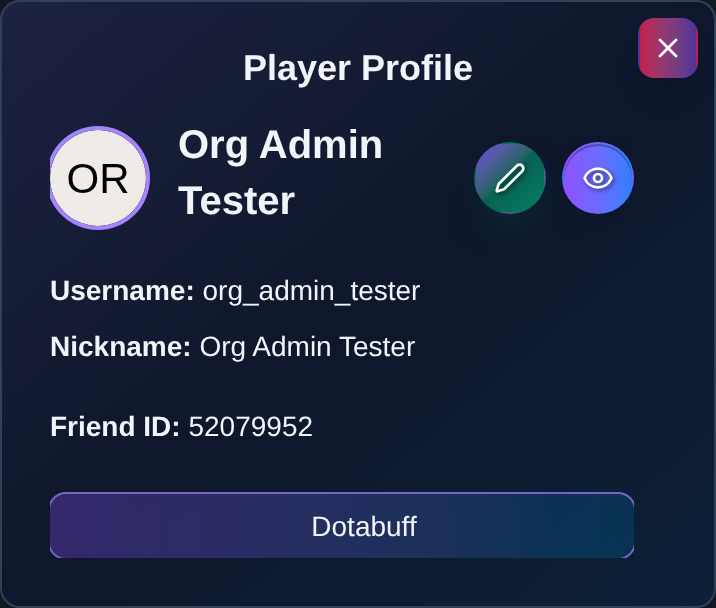 Player Profile
OR
Org Admin
Tester
Username: org_admin_tester
Nickname: Org Admin Tester
Friend ID: 52079952
Dotabuff